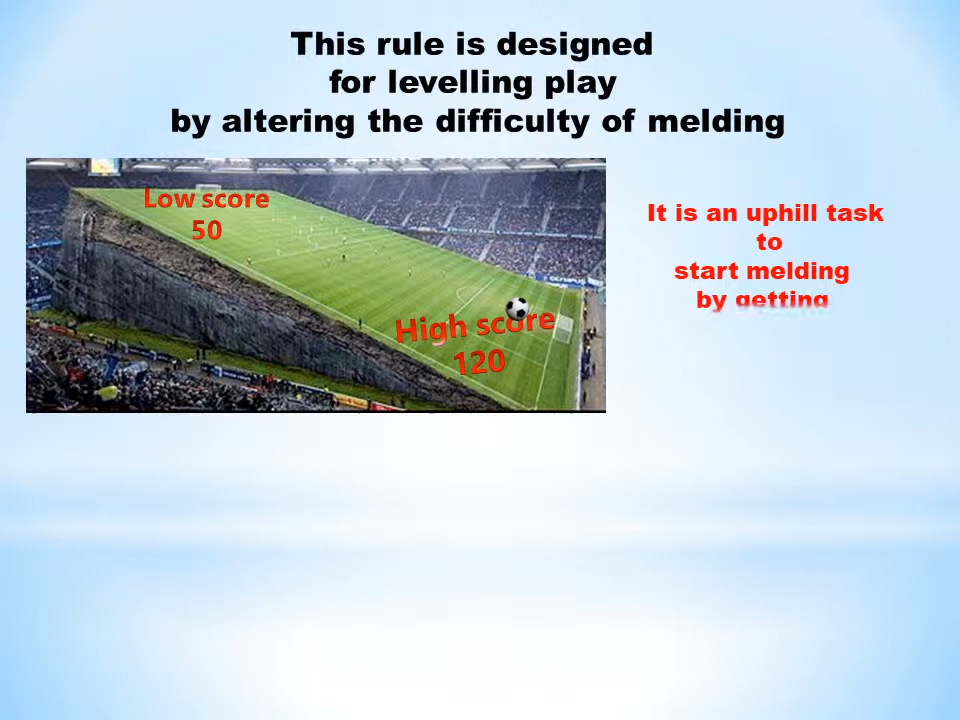 This rule is designed
for levelling play
by altering the difficulty of melding
Low score
50
High score
120
It is an uphill task
to
start melding
by getting